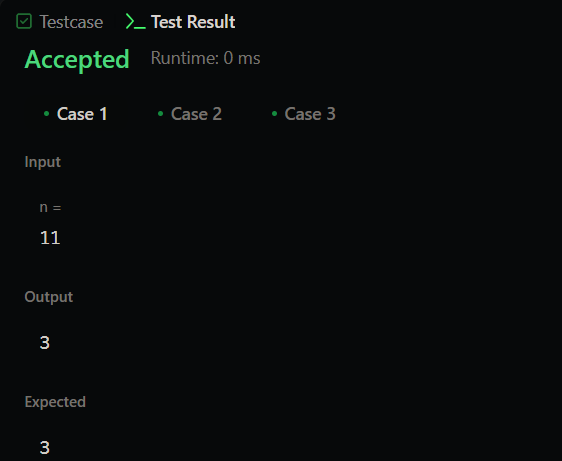 Testcase >_ Test Result
Accepted Runtime: 0 ms
• Case 1 • Case 2 • Case 3
Input
n =
11
Output
3
Expected
3